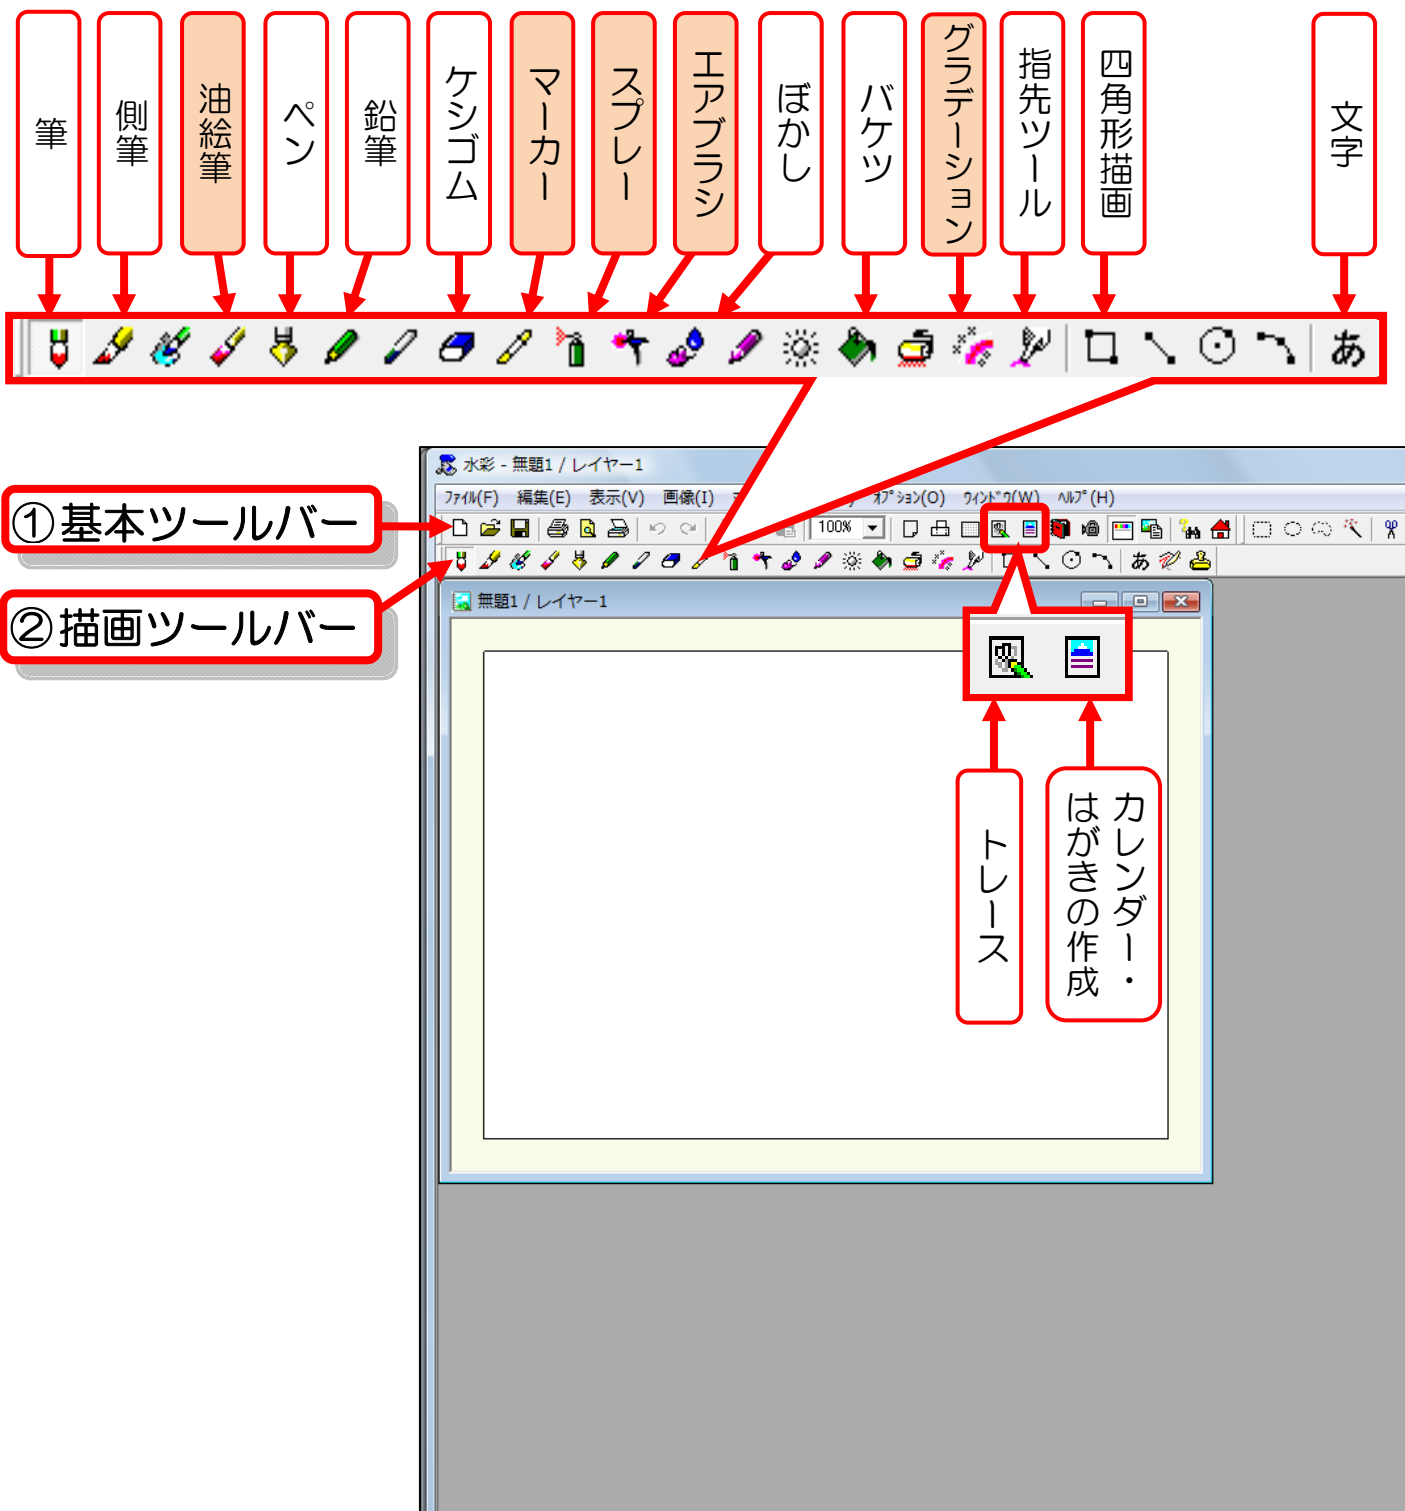 筆
側筆
油絵筆
ペン
鉛筆
ケシゴム
マーカー
スプレー
エアブラシ
ぼかし
バケツ
グラデーション
指先ツール
四角形描画
文字
あ
水彩 - 無題1 / レイヤー1
ファイル(F) 編集(E) 表示(V) 画像(I) オプション(O) ウィンドウ(W) ヘルプ(H)
①基本ツールバー
100%
あ
②描画ツールバー
無題1 / レイヤー1
トレース
カレンダー・
はがきの作成